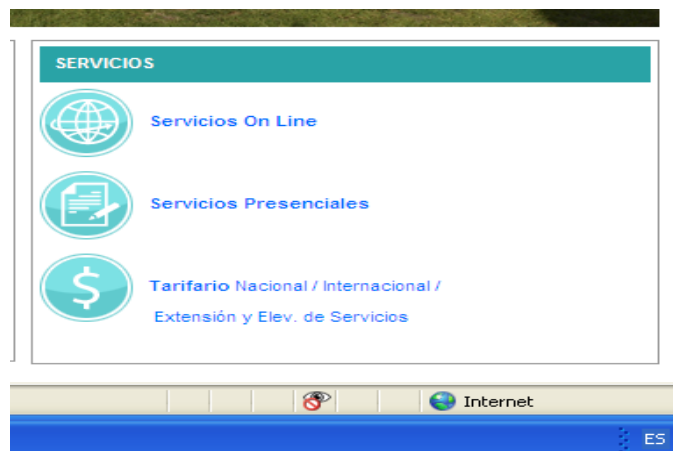 SERVICIOS
Servicios On Line
Servicios Presenciales
$
Tarifario Nacional / Internacional /
Extensión y Elev. de Servicios
Internet
ES